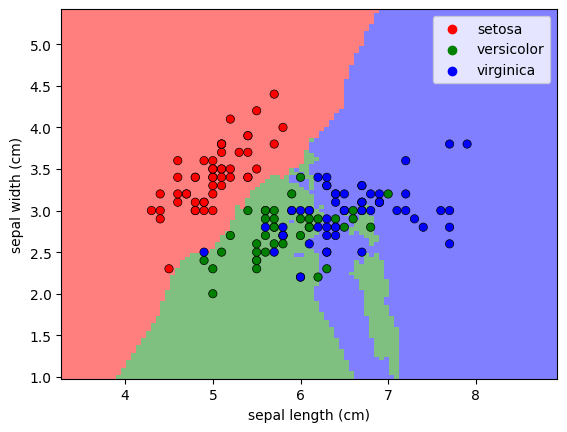 setosa
versicolor
virginica
5.0
4.5
4.0
3.5
3.0
2.5
2.0
1.5
1.0
sepal width (cm)
4 5 6 7 8
sepal length (cm)